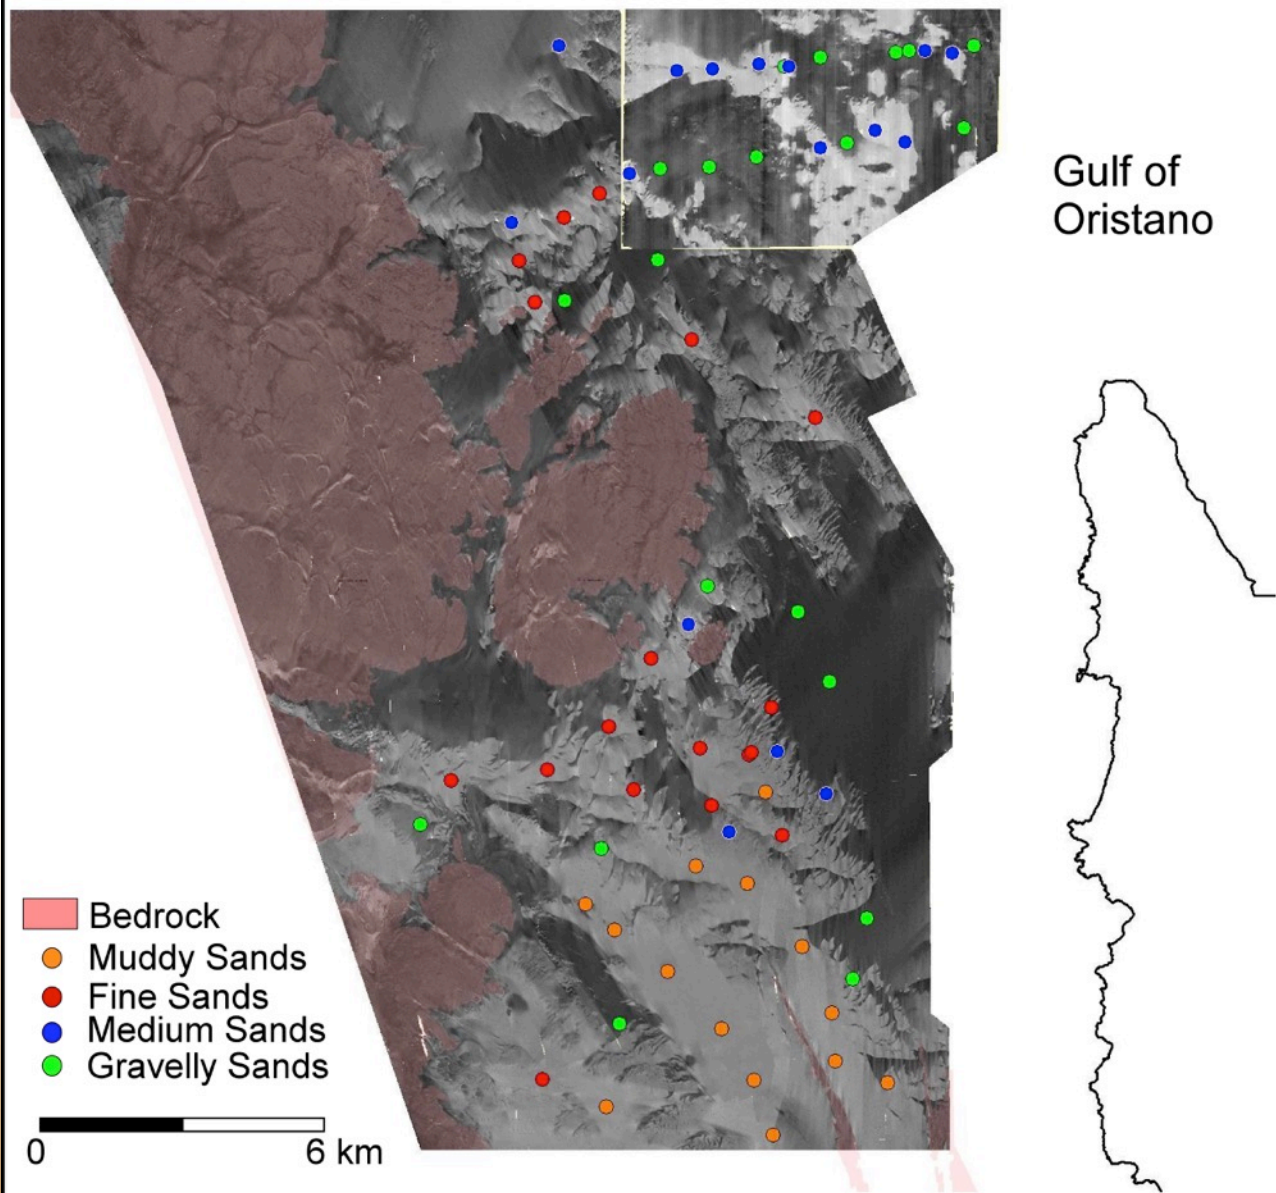 Gulf of
Oristano
Bedrock
Muddy Sands
Fine Sands
Medium Sands
Gravelly Sands
0 6 km